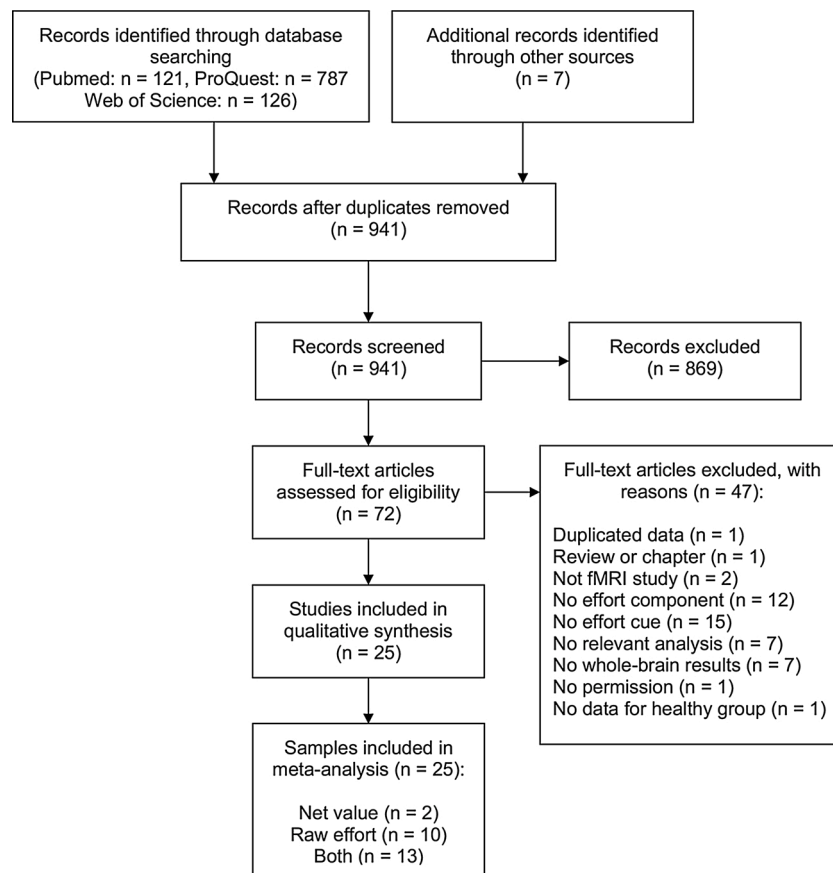 Records identified through database
searching
(Pubmed: n = 121, ProQuest: n = 787
Web of Science: n = 126)
Additional records identified
through other sources
(n = 7)
Records after duplicates removed
(n = 941)
Records screened
(n = 941)
Records excluded
(n = 869)
Full-text articles
assessed for eligibility
(n = 72)
Full-text articles excluded, with
reasons (n = 47):
Duplicated data (n = 1)
Review or chapter (n = 1)
Not fMRI study (n = 2)
No effort component (n = 12)
No effort cue (n = 15)
No relevant analysis (n = 7)
No whole-brain results (n = 7)
No permission (n = 1)
No data for healthy group (n = 1)
Studies included in
qualitative synthesis
(n = 25)
Samples included in
meta-analysis (n = 25):
Net value (n = 2)
Raw effort (n = 10)
Both (n = 13)